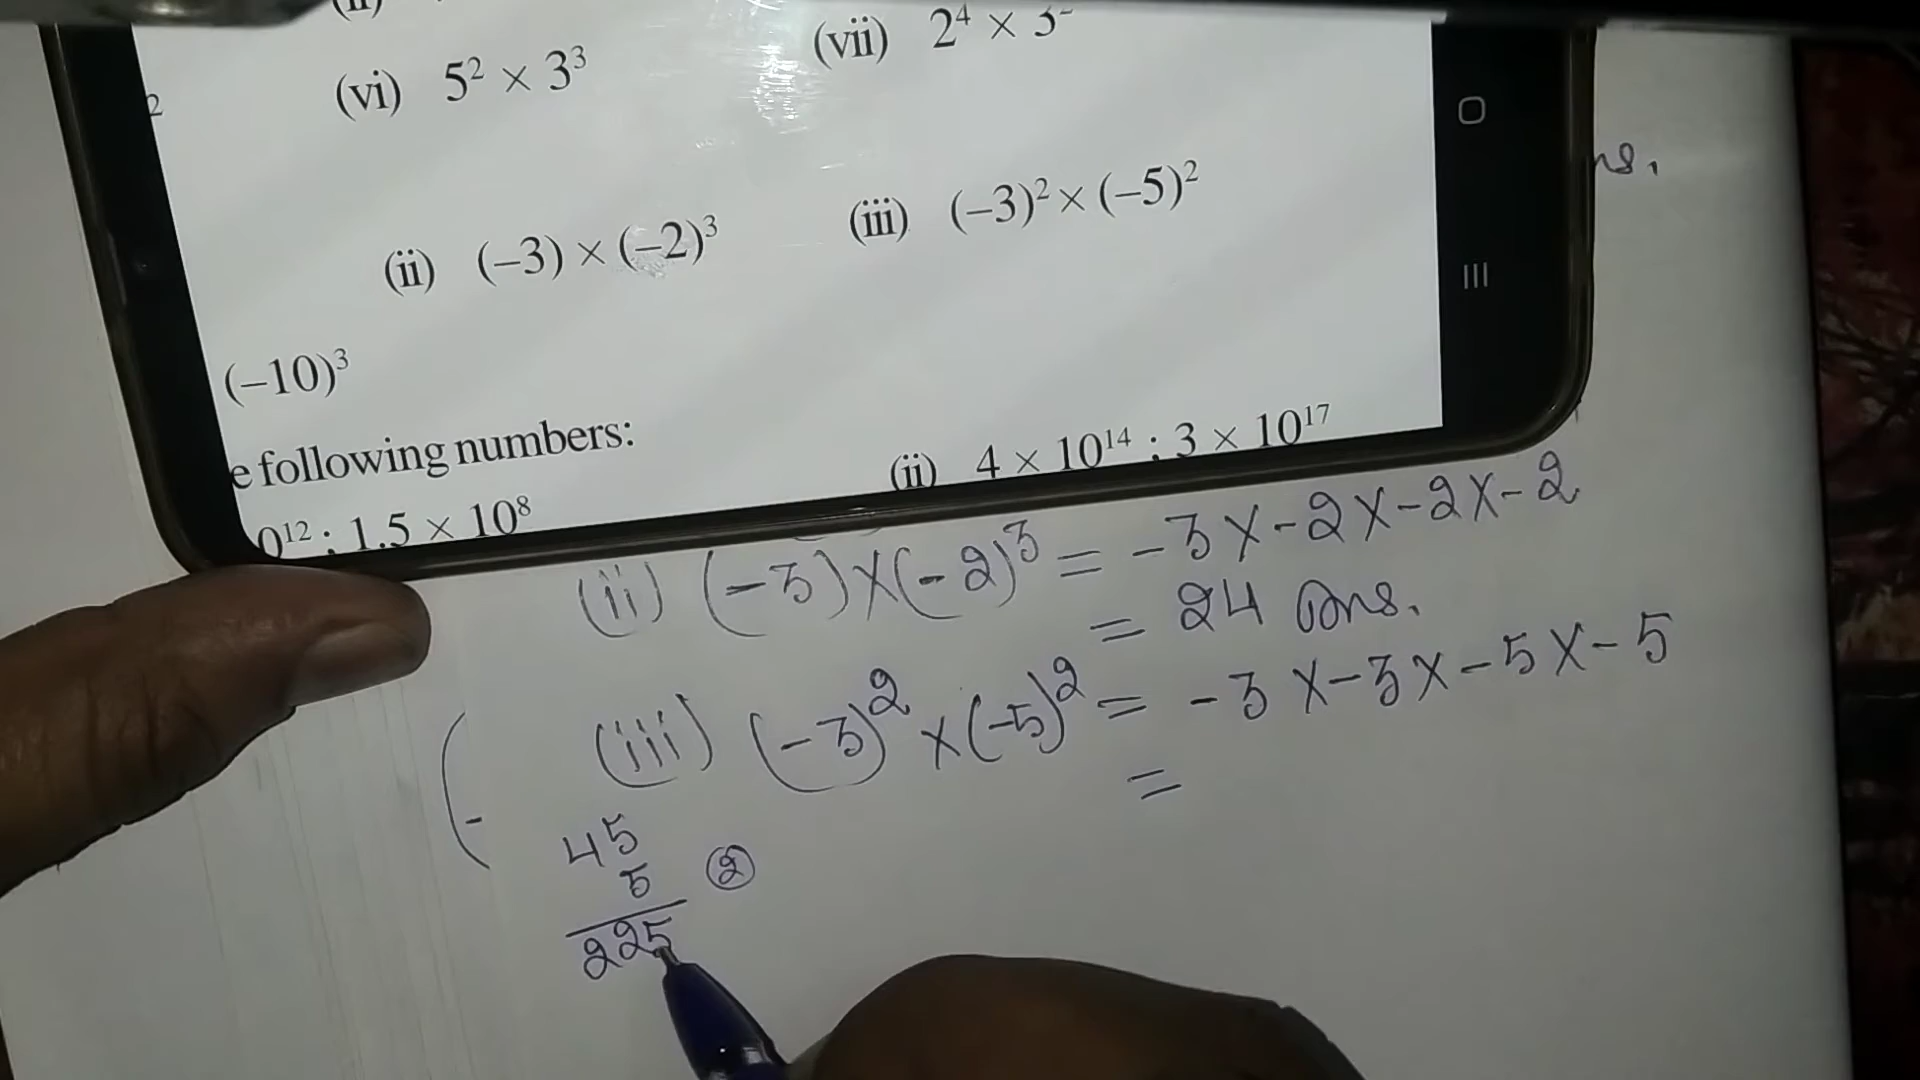 (vi) 5² × 3³
(vii) 2⁴ × 3
2
(ii) (–3) × (–2)³
(iii) (–3)² × (–5)²
(–10)³
e following numbers:
0¹² ; 1.5 × 10⁸
(ii) 4 × 10¹⁴ ; 3 × 10¹⁷
ns.
(ii) (-3)×(-2)³ = -3×-2×-2×-2
= 24 Ans.
(iii) (-3)²×(-5)² = -3×-3×-5×-5
=
(-
45
5 ②
225